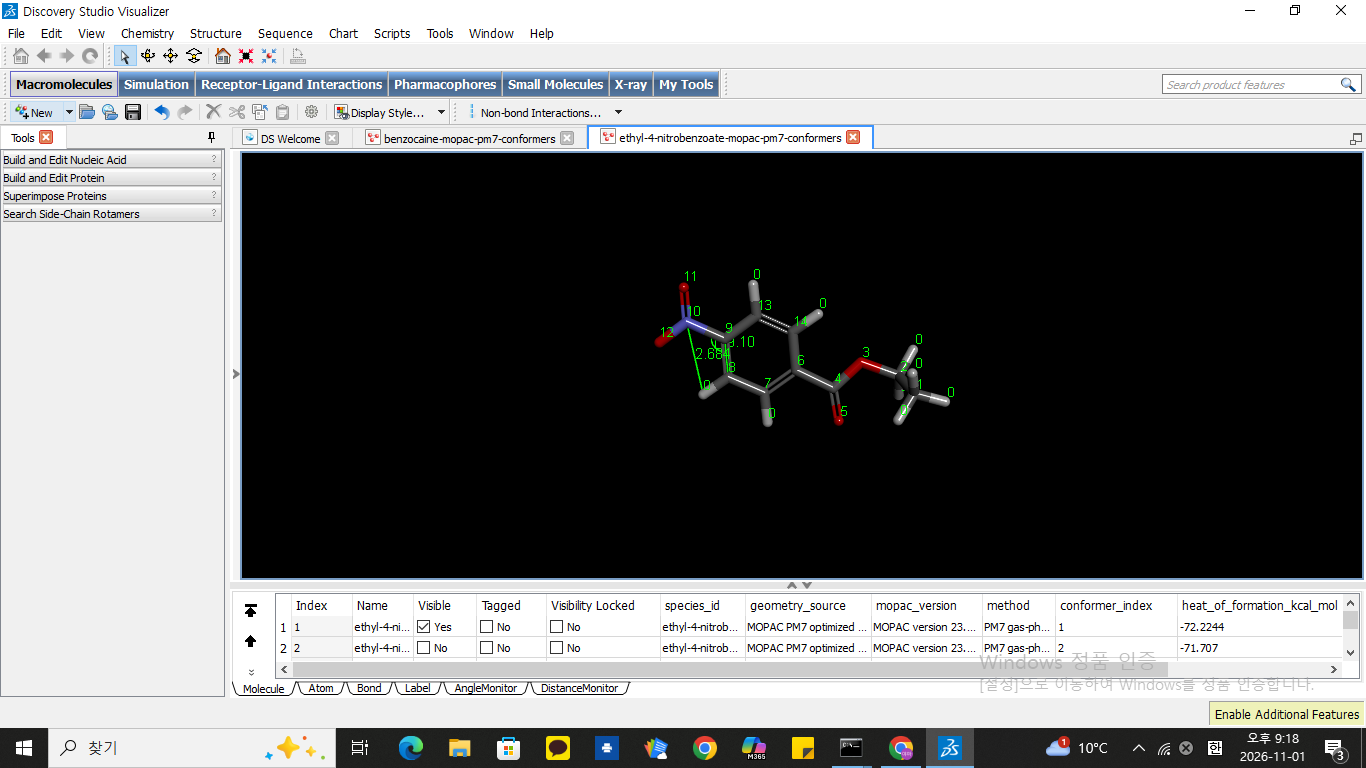 Discovery Studio Visualizer
File Edit View Chemistry Structure Sequence Chart Scripts Tools Window Help
Macromolecules Simulation Receptor-Ligand Interactions Pharmacophores Small Molecules X-ray My Tools Search product features
New Display Style... Non-bond Interactions...
Tools DS Welcome benzocaine-mopac-pm7-conformers ethyl-4-nitrobenzoate-mopac-pm7-conformers
Build and Edit Nucleic Acid ?
Build and Edit Protein ?
Superimpose Proteins ?
Search Side-Chain Rotamers ?
11 0
10 13 0
12 9 14 0
2.684 8 6 4 3 0
0 7 5 1 0
0
Index Name Visible Tagged Visibility Locked species_id geometry_source mopac_version method conformer_index heat_of_formation_kcal_mol
1 1 ethyl-4-ni... Yes No No ethyl-4-nitrob... MOPAC PM7 optimized ... MOPAC version 23.... PM7 gas-ph... 1 -72.2244
2 2 ethyl-4-ni... No No No ethyl-4-nitrob... MOPAC PM7 optimized ... MOPAC version 23.... PM7 gas-ph... 2 -71.707
Windows 정품 인증
[설정]으로 이동하여 Windows를 정품 인증합니다.
Molecule Atom Bond Label AngleMonitor DistanceMonitor
Enable Additional Features
찾기 M365 1 10°C 한 오후 9:18
2026-11-01 3